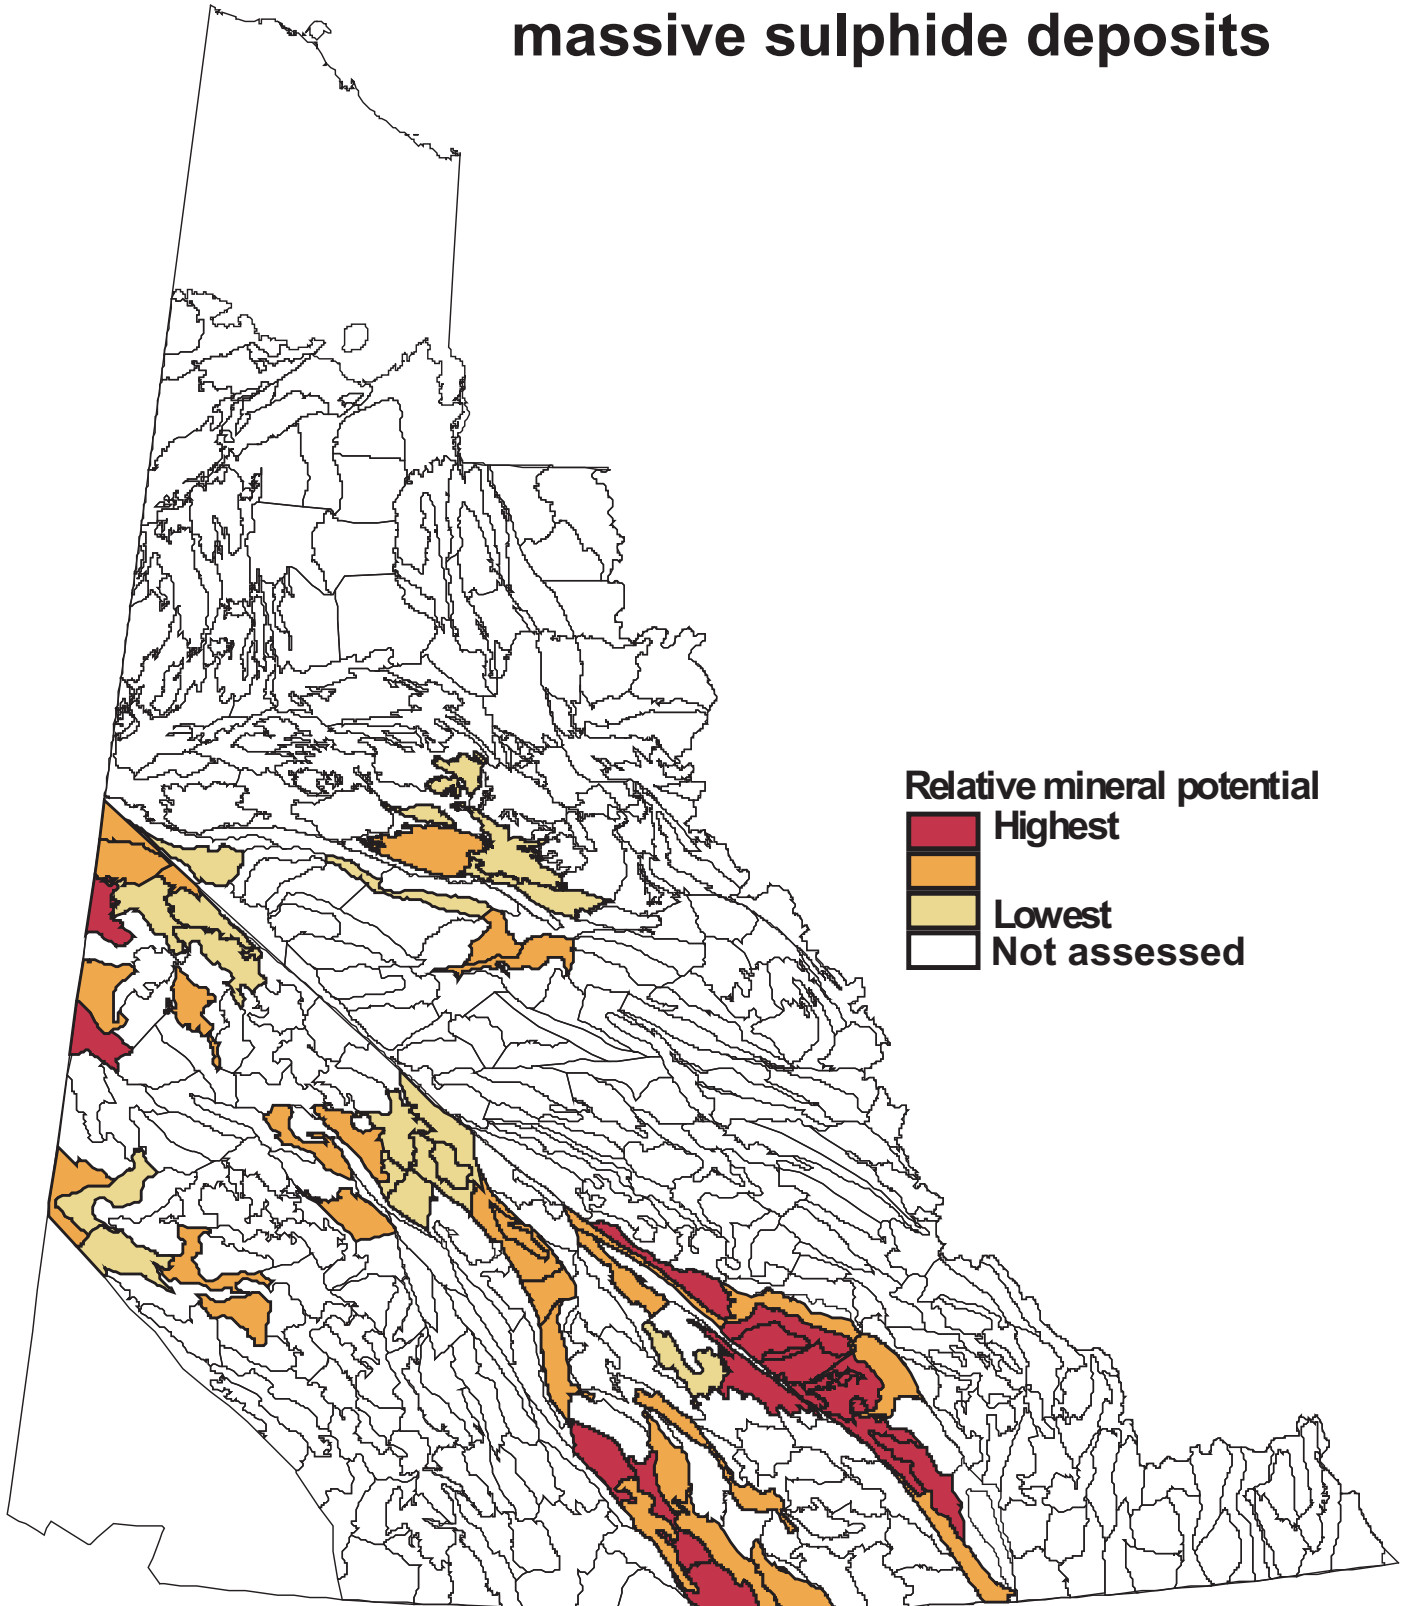 massive sulphide deposits
Relative mineral potential
Highest
Lowest
Not assessed